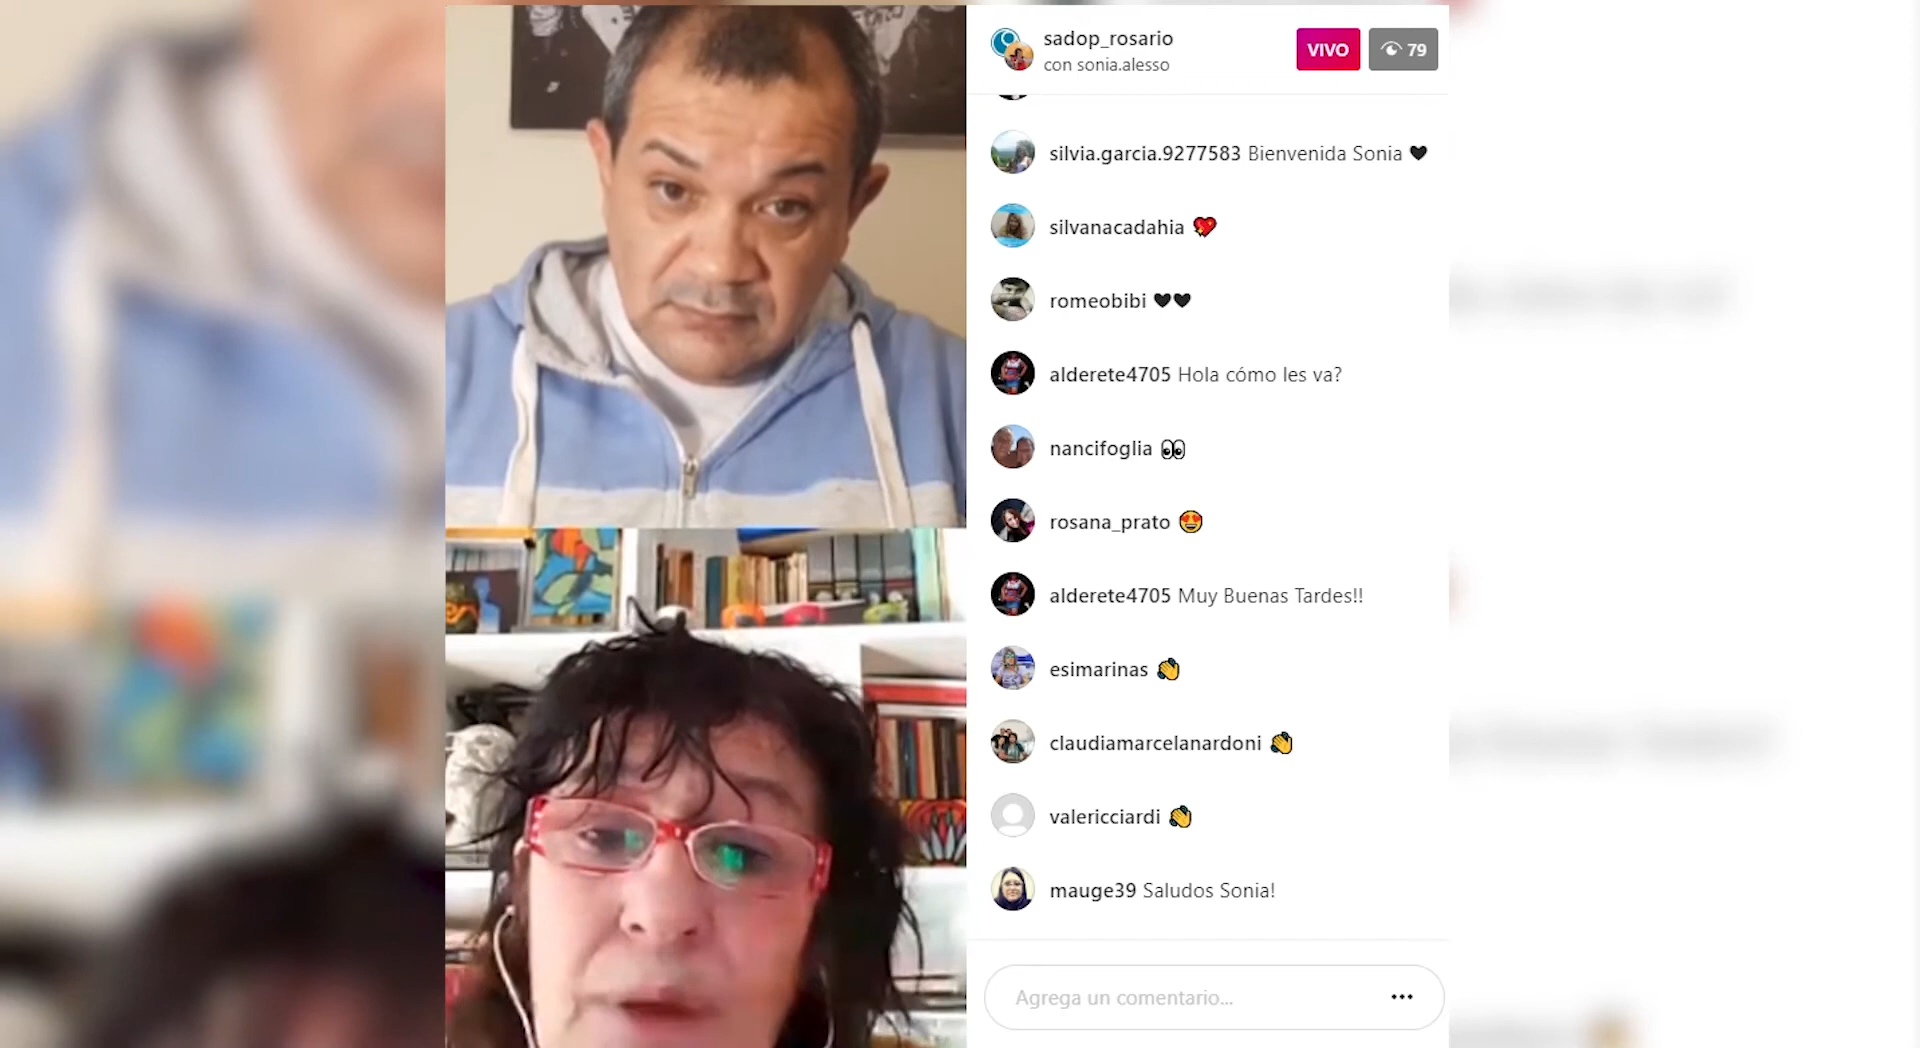 sadop_rosario
con sonia.alesso
VIVO
79
silvia.garcia.9277583 Bienvenida Sonia 🖤
silvanacadahia 💖
romeobibi 🖤🖤
alderete4705 Hola cómo les va?
nancifoglia 👀
rosana_prato 😍
alderete4705 Muy Buenas Tardes!!
esimarinas 👏
claudiamarcelanardoni 👏
valericciardi 👏
mauge39 Saludos Sonia!
Agrega un comentario...